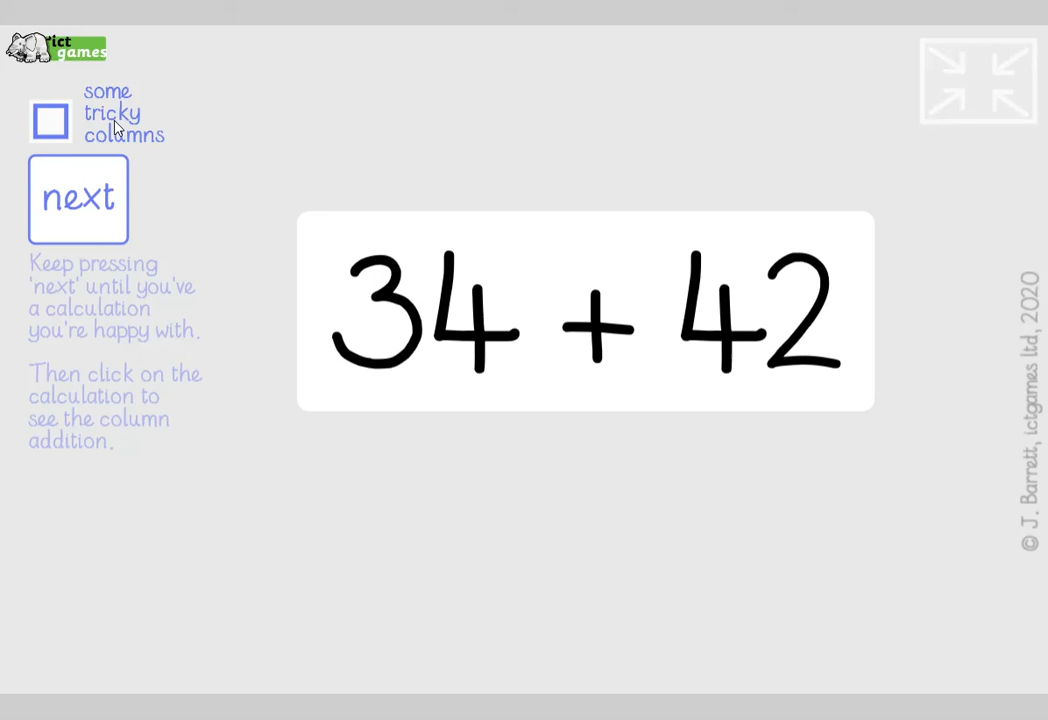 ict
games
some
tricky
columns
next
Keep pressing
'next' until you've
a calculation
you're happy with.
Then click on the
calculation to
see the column
addition.
34 + 42
© J. Barrett, ictgames ltd, 2020